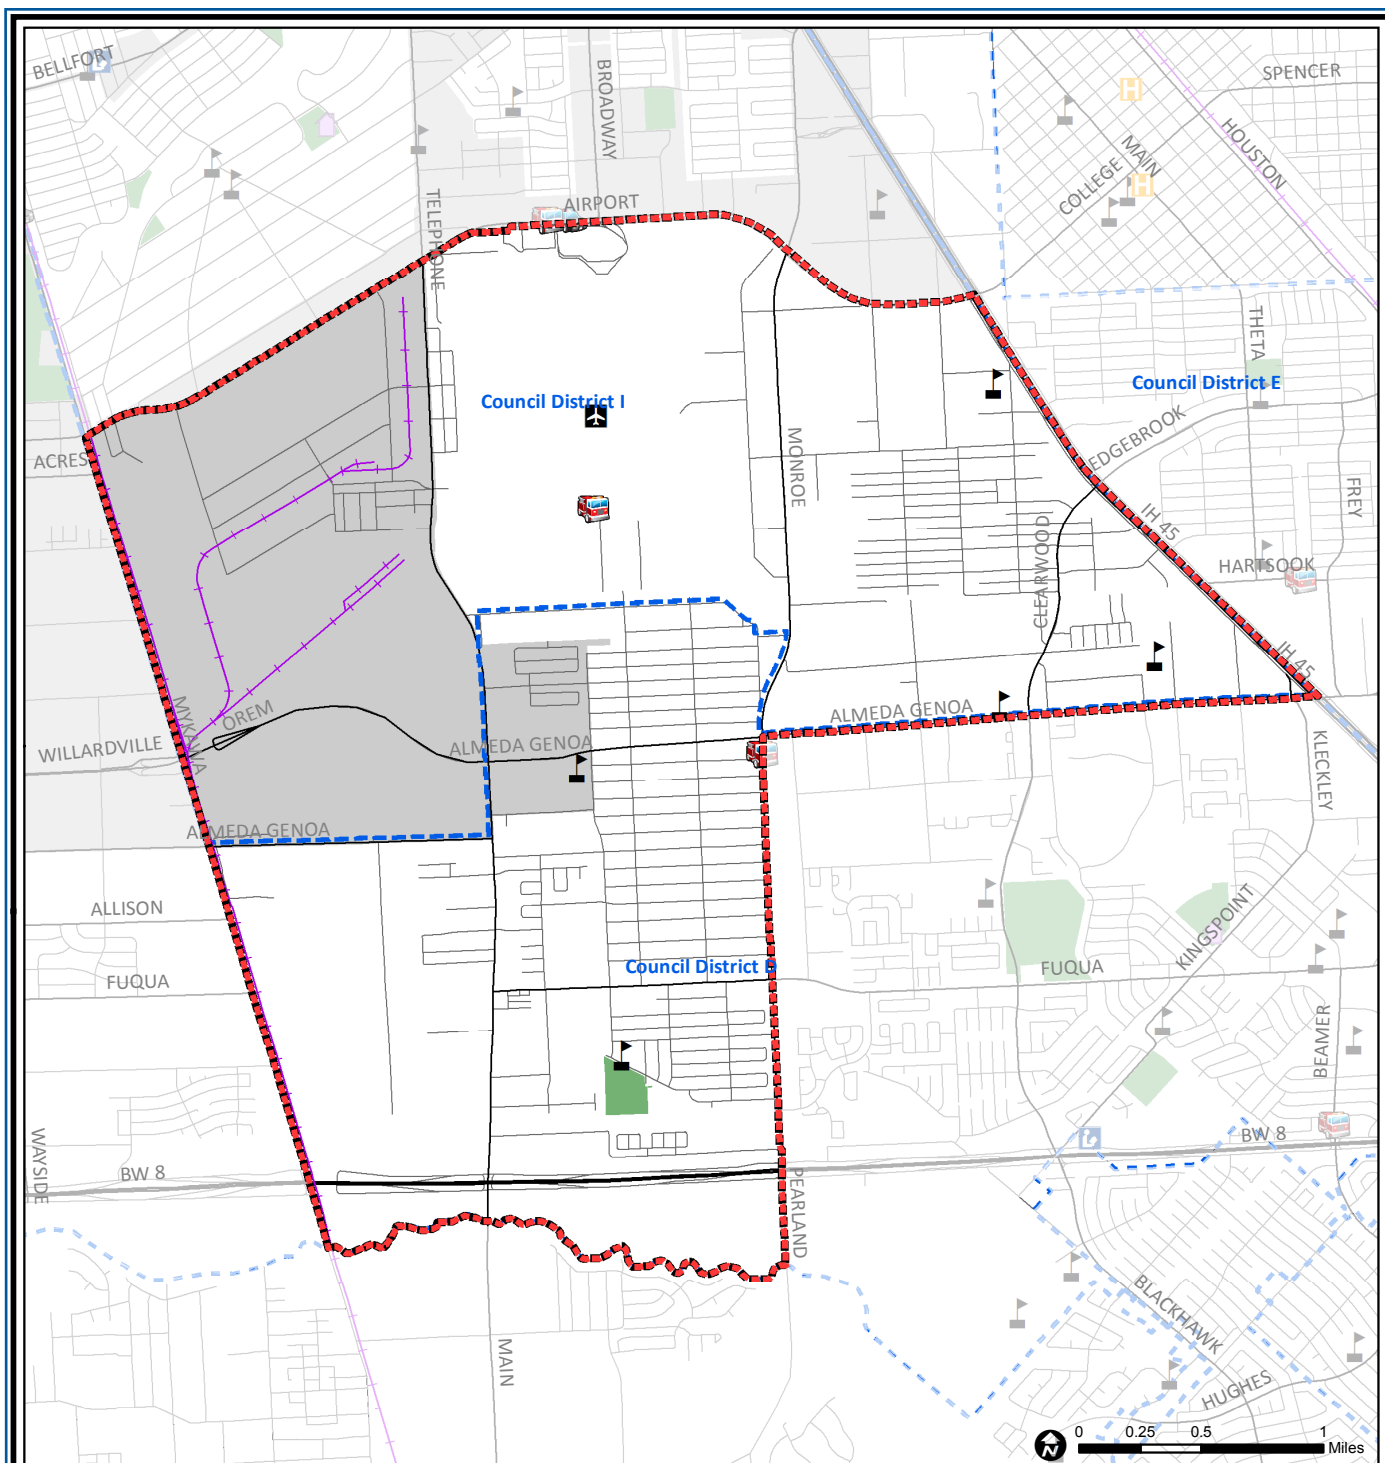 BELLFORT
BROADWAY
SPENCER
HOUSTON
MAIN
COLLEGE
H
H
AIRPORT
TELEPHONE
THETA
Council District E
Council District I
EDGEBROOK
MONROE
ACRES
FREY
IH 45
CLEARWOOD
HARTSOOK
IH 45
MYKAWA
OREM
ALMEDA GENOA
WILLARDVILLE
ALMEDA GENOA
KLECKLEY
ALMEDA GENOA
ALLISON
KINGSPOINT
Council District D
FUQUA
FUQUA
BEAMER
WAYSIDE
BW 8
BW 8
PEARLAND
BLACKHAWK
MAIN
HUGHES
N
0 0.25 0.5 1
Miles